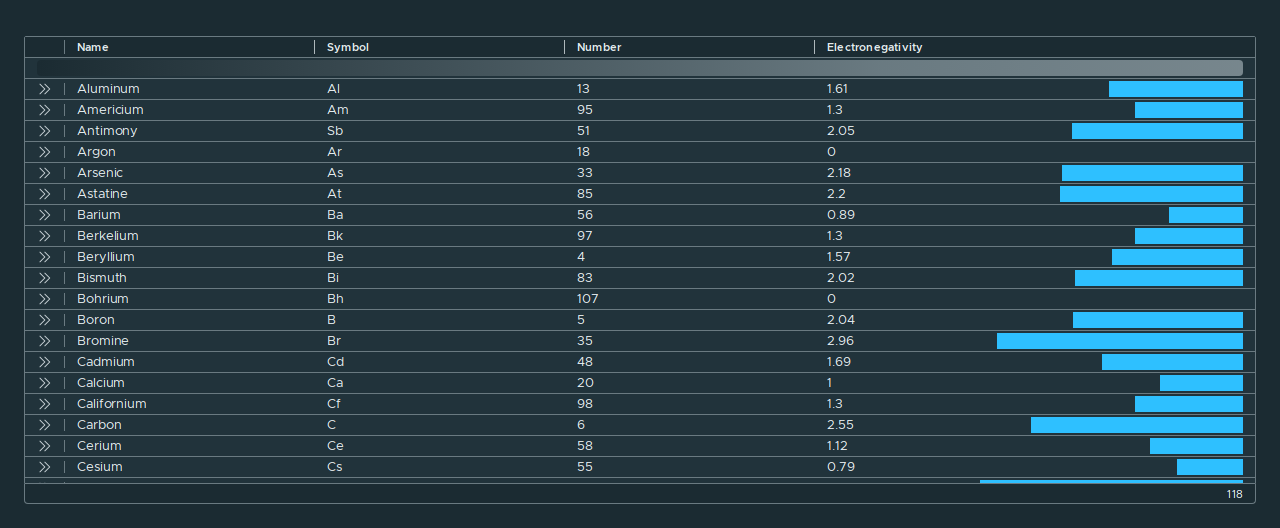 Name Symbol Number Electronegativity
Aluminum Al 13 1.61
Americium Am 95 1.3
Antimony Sb 51 2.05
Argon Ar 18 0
Arsenic As 33 2.18
Astatine At 85 2.2
Barium Ba 56 0.89
Berkelium Bk 97 1.3
Beryllium Be 4 1.57
Bismuth Bi 83 2.02
Bohrium Bh 107 0
Boron B 5 2.04
Bromine Br 35 2.96
Cadmium Cd 48 1.69
Calcium Ca 20 1
Californium Cf 98 1.3
Carbon C 6 2.55
Cerium Ce 58 1.12
Cesium Cs 55 0.79
118